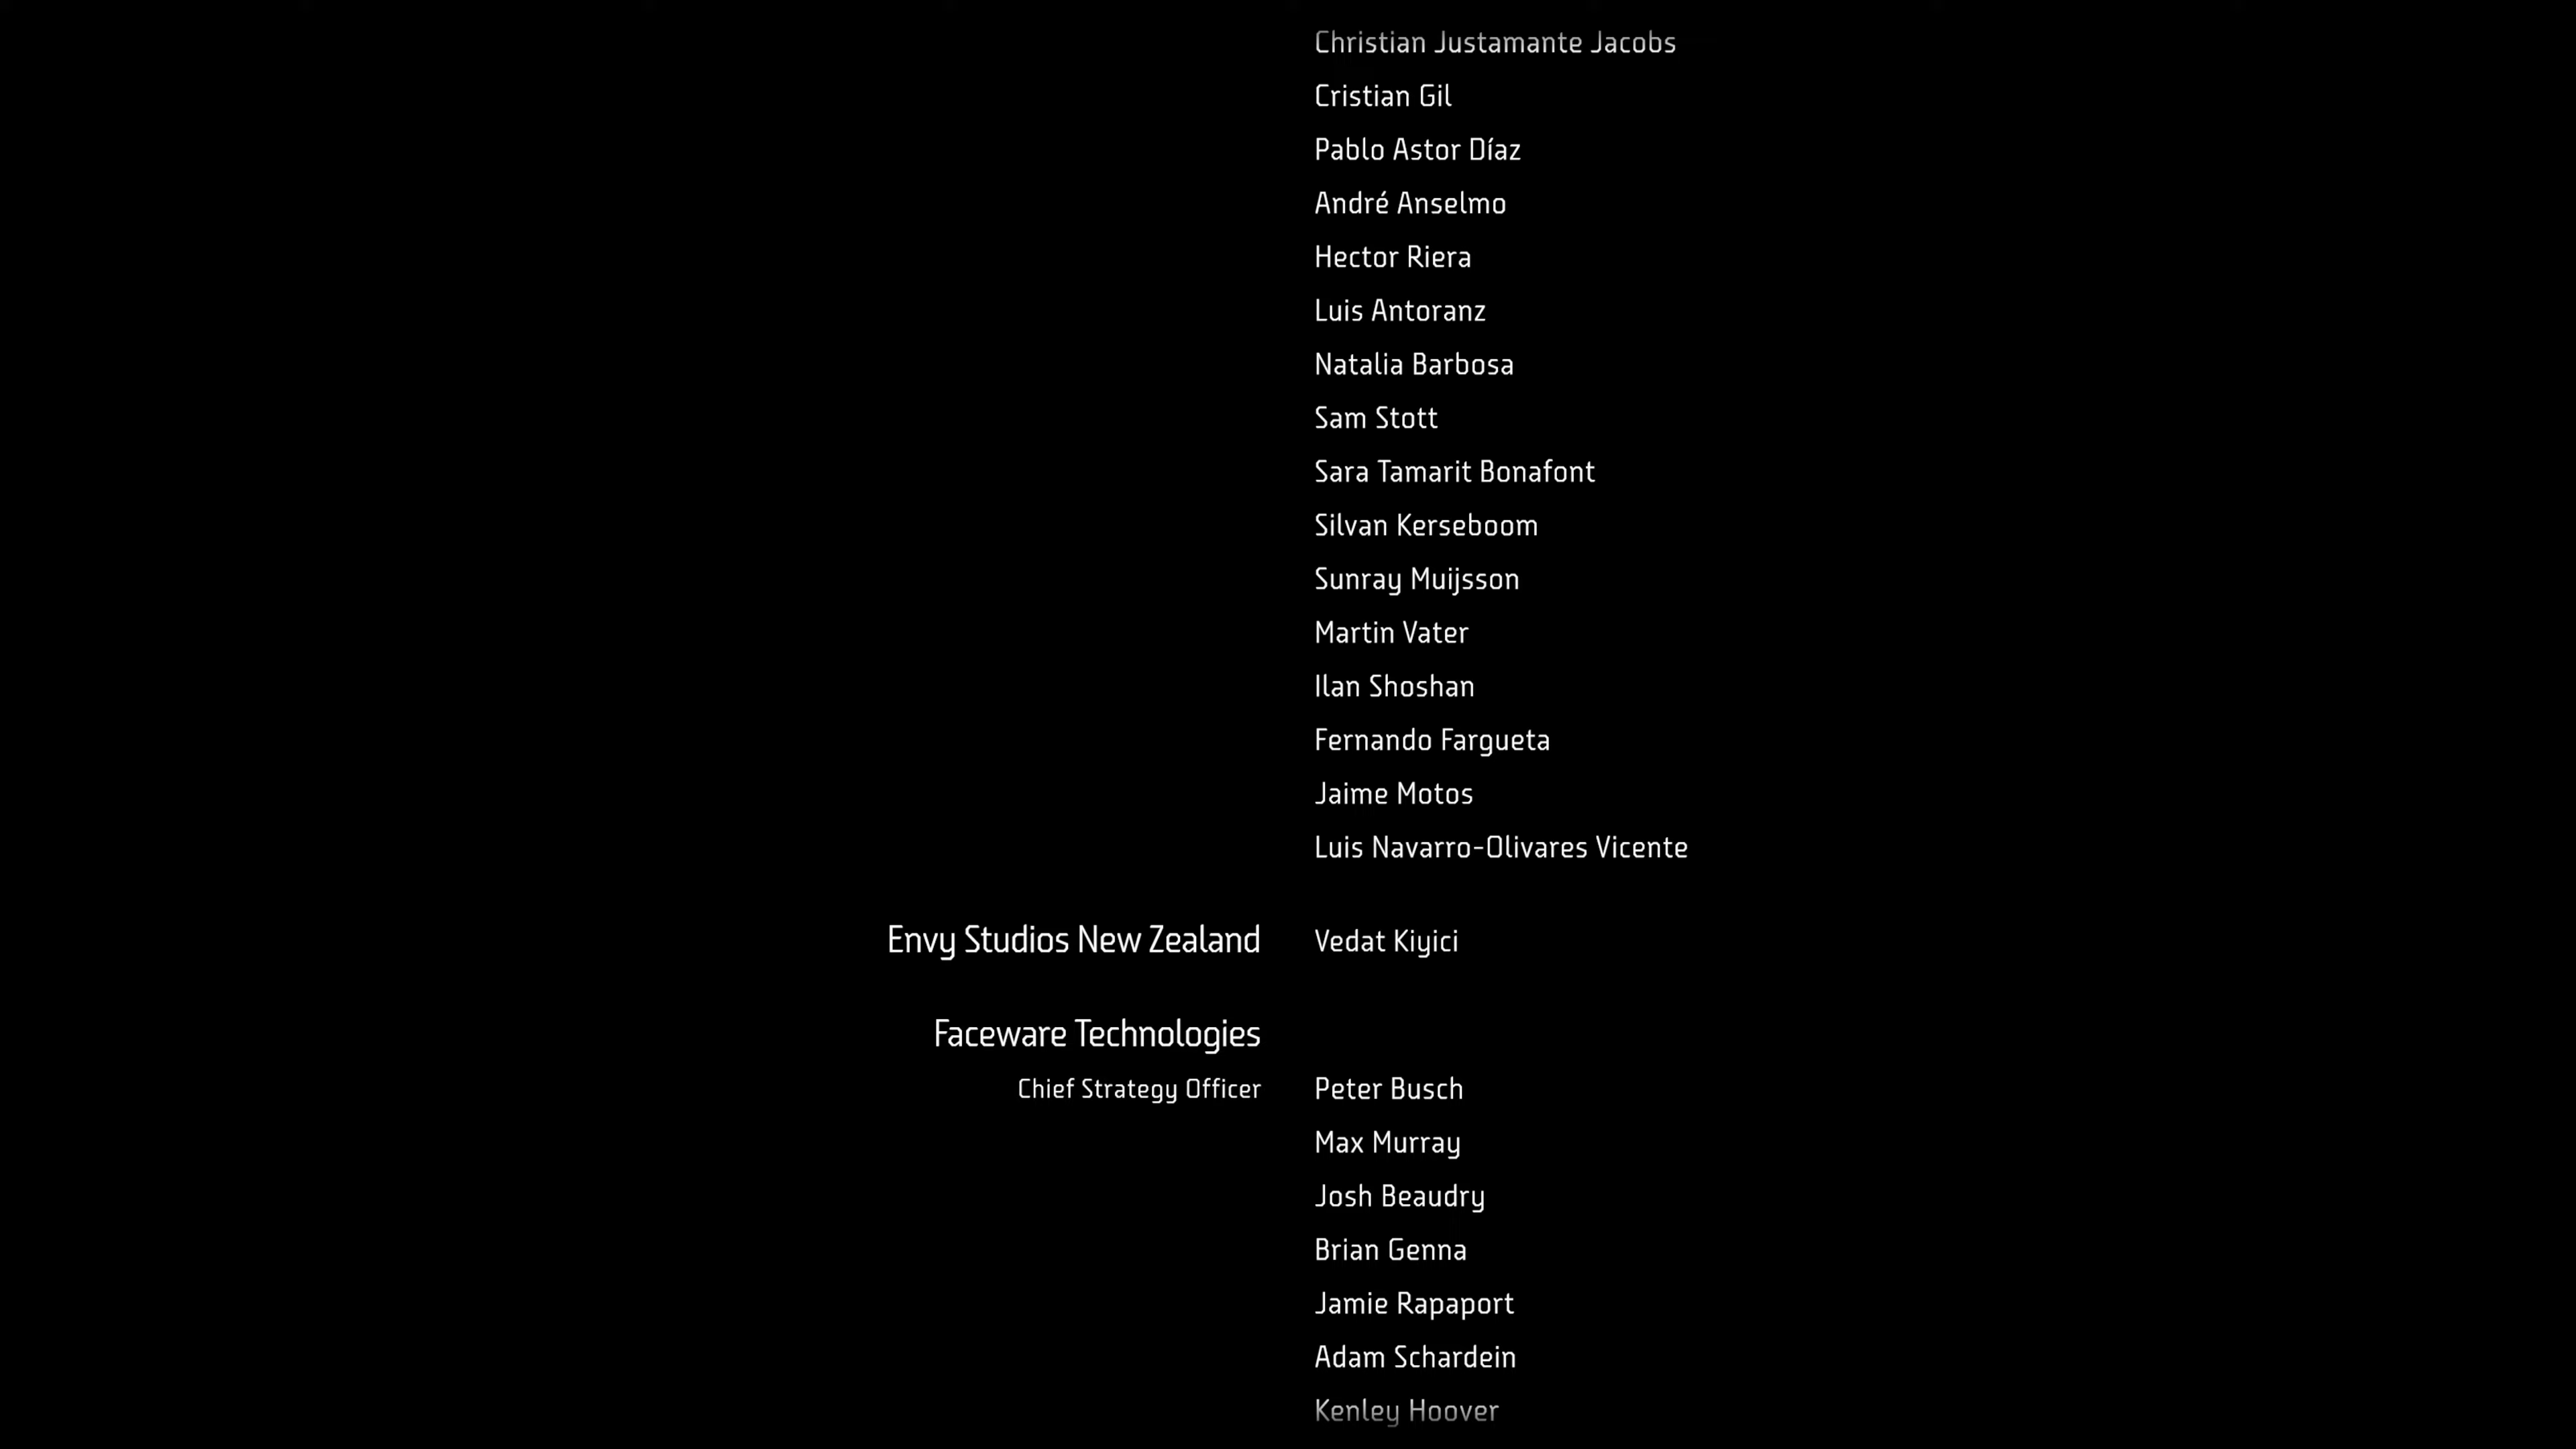 Christian Justamante Jacobs
Cristian Gil
Pablo Astor Díaz
André Anselmo
Hector Riera
Luis Antoranz
Natalia Barbosa
Sam Stott
Sara Tamarit Bonafont
Silvan Kerseboom
Sunray Muijsson
Martin Vater
Ilan Shoshan
Fernando Fargueta
Jaime Motos
Luis Navarro-Olivares Vicente
Envy Studios New Zealand Vedat Kiyici
Faceware Technologies
Chief Strategy Officer Peter Busch
Max Murray
Josh Beaudry
Brian Genna
Jamie Rapaport
Adam Schardein
Kenley Hoover